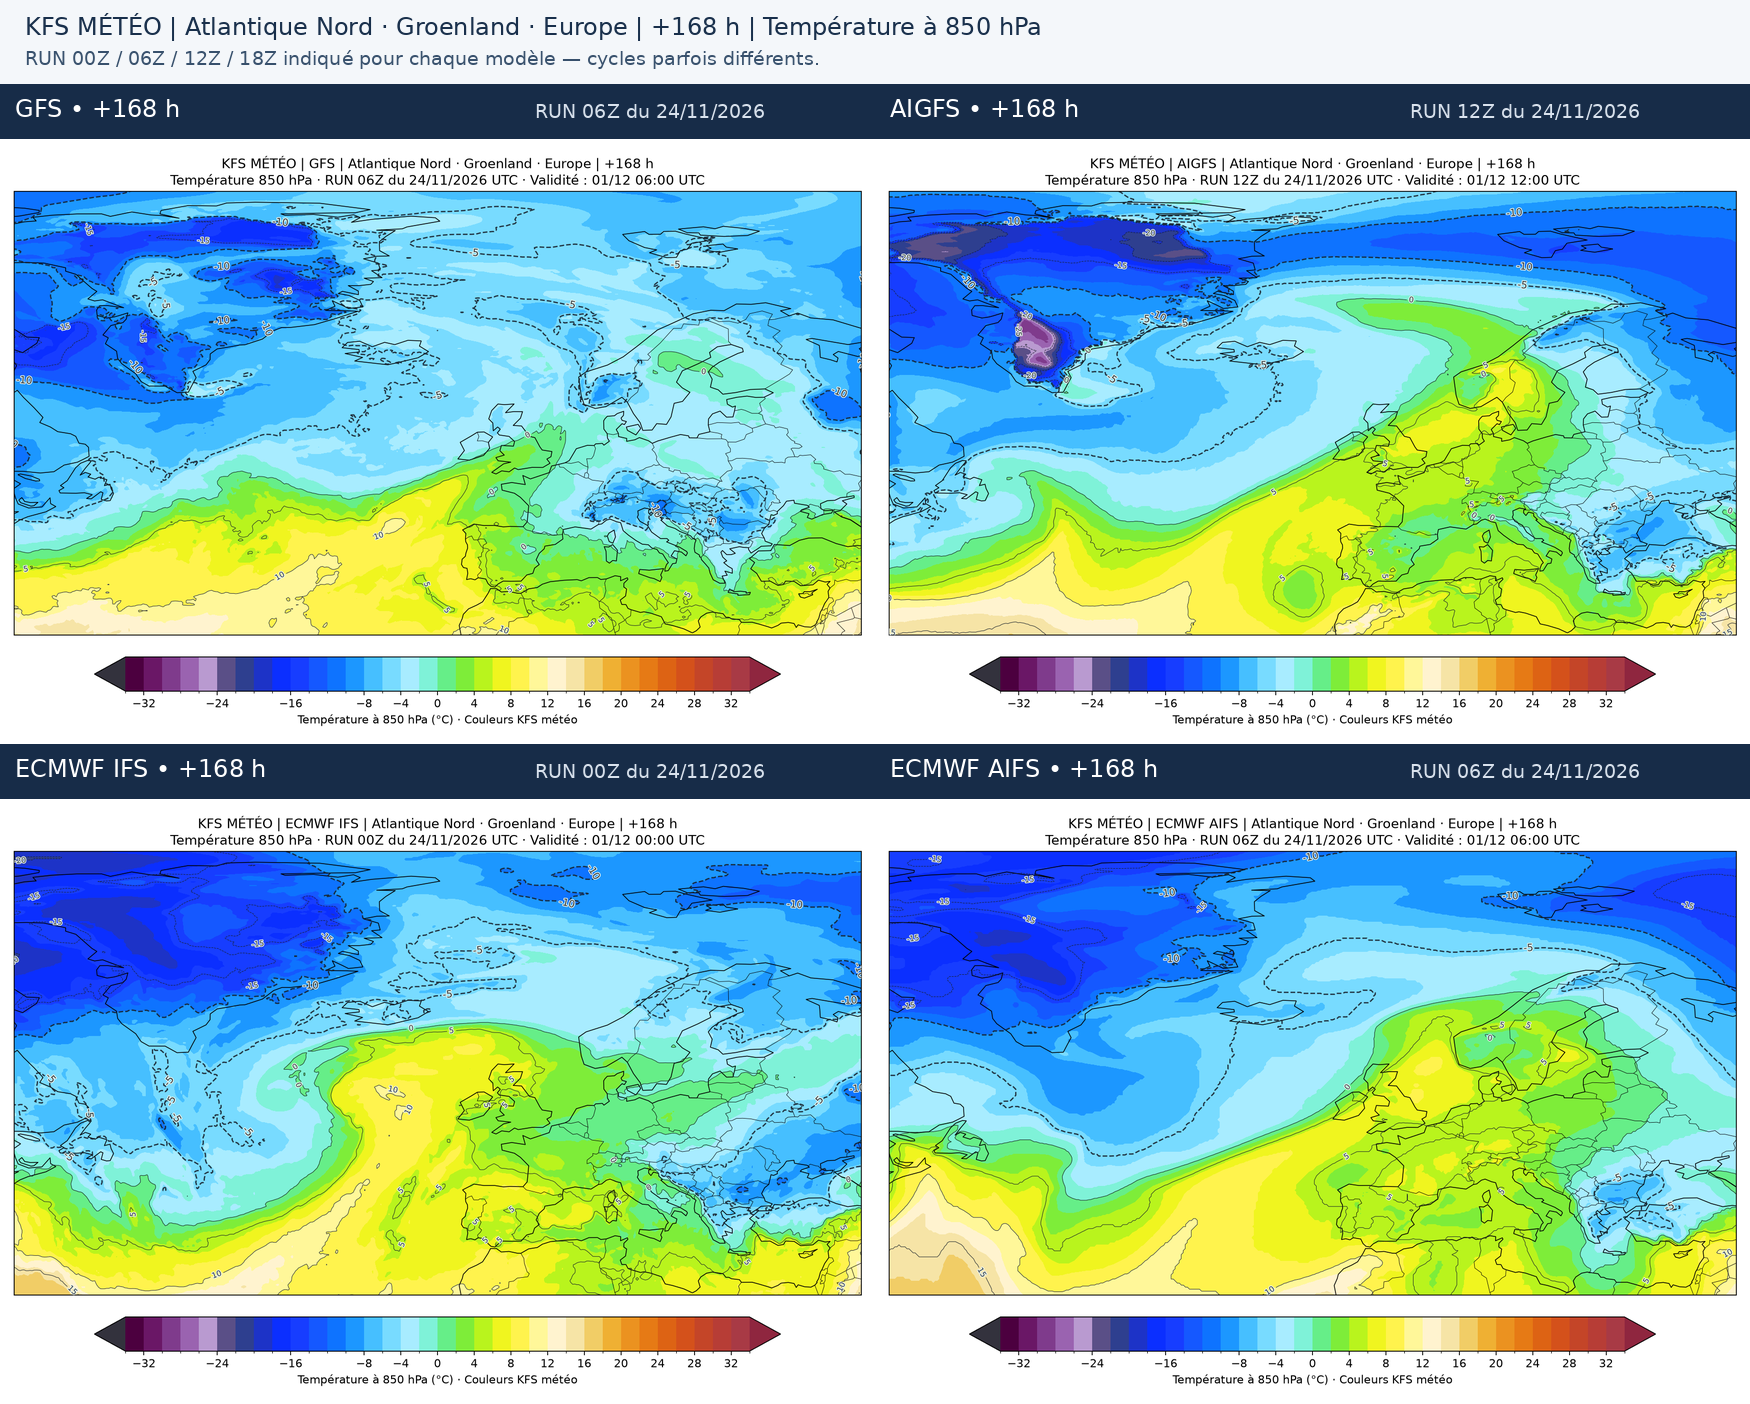 KFS MÉTÉO | Atlantique Nord · Groenland · Europe | +168 h | Température à 850 hPa
RUN 00Z / 06Z / 12Z / 18Z indiqué pour chaque modèle — cycles parfois différents.
GFS • +168 h
RUN 06Z du 24/11/2026
KFS MÉTÉO | GFS | Atlantique Nord · Groenland · Europe | +168 h
Température 850 hPa · RUN 06Z du 24/11/2026 UTC · Validité : 01/12 06:00 UTC
−32 −24 −16 −8 −4 0 4 8 12 16 20 24 28 32
Température à 850 hPa (°C) · Couleurs KFS météo
AIGFS • +168 h
RUN 12Z du 24/11/2026
KFS MÉTÉO | AIGFS | Atlantique Nord · Groenland · Europe | +168 h
Température 850 hPa · RUN 12Z du 24/11/2026 UTC · Validité : 01/12 12:00 UTC
−32 −24 −16 −8 −4 0 4 8 12 16 20 24 28 32
Température à 850 hPa (°C) · Couleurs KFS météo
ECMWF IFS • +168 h
RUN 00Z du 24/11/2026
KFS MÉTÉO | ECMWF IFS | Atlantique Nord · Groenland · Europe | +168 h
Température 850 hPa · RUN 00Z du 24/11/2026 UTC · Validité : 01/12 00:00 UTC
−32 −24 −16 −8 −4 0 4 8 12 16 20 24 28 32
Température à 850 hPa (°C) · Couleurs KFS météo
ECMWF AIFS • +168 h
RUN 06Z du 24/11/2026
KFS MÉTÉO | ECMWF AIFS | Atlantique Nord · Groenland · Europe | +168 h
Température 850 hPa · RUN 06Z du 24/11/2026 UTC · Validité : 01/12 06:00 UTC
−32 −24 −16 −8 −4 0 4 8 12 16 20 24 28 32
Température à 850 hPa (°C) · Couleurs KFS météo